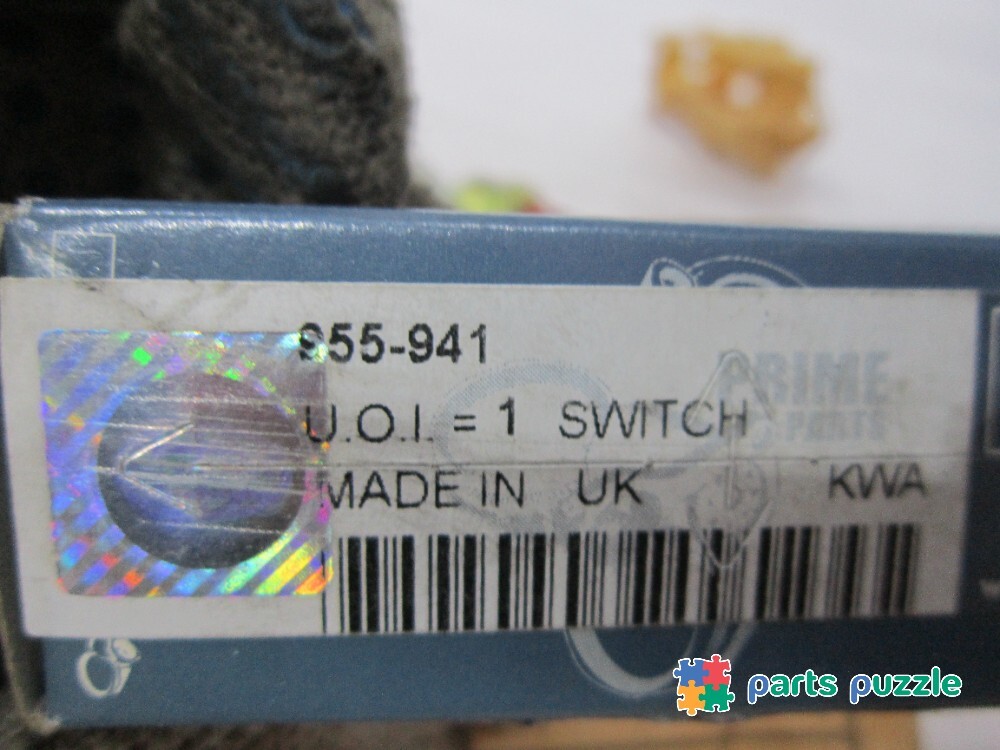 955-941
PRIME
PARTS
U.O.I. = 1 SWITCH
MADE IN UK KWA
parts puzzle